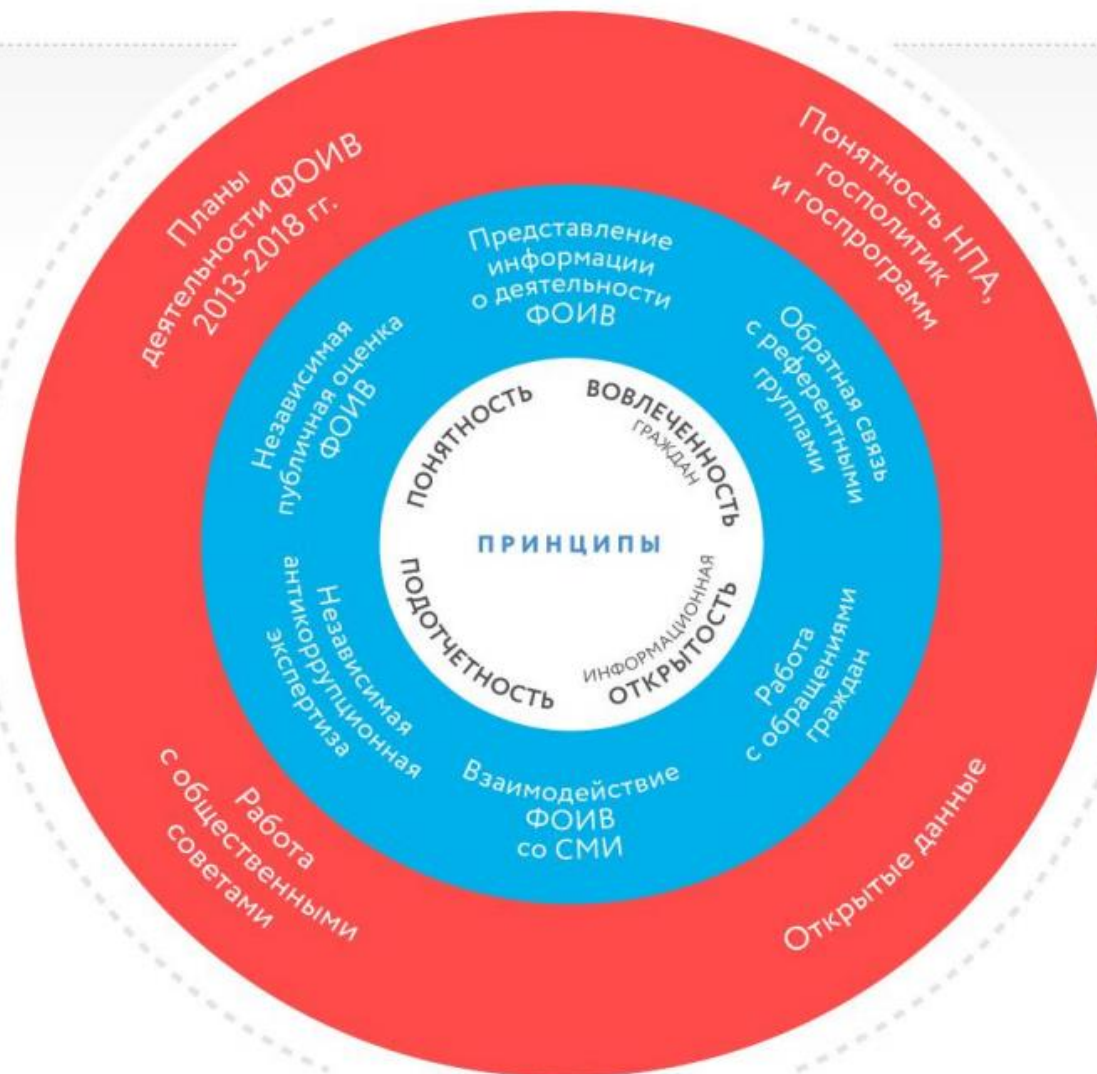 Планы
деятельности ФОИВ
2013-2018 гг.
Понятность НПА,
госполитик
и госпрограмм
Представление
информации
о деятельности
ФОИВ
Независимая
публичная оценка
ФОИВ
Обратная связь
с референтными
группами
ПОНЯТНОСТЬ
ВОВЛЕЧЕННОСТЬ
ГРАЖДАН
ПРИНЦИПЫ
ПОДОТЧЕТНОСТЬ
ИНФОРМАЦИОННАЯ
ОТКРЫТОСТЬ
Независимая
антикоррупционная
экспертиза
Работа
с обращениями
граждан
Взаимодействие
ФОИВ
со СМИ
Работа
с общественными
советами
Открытые данные